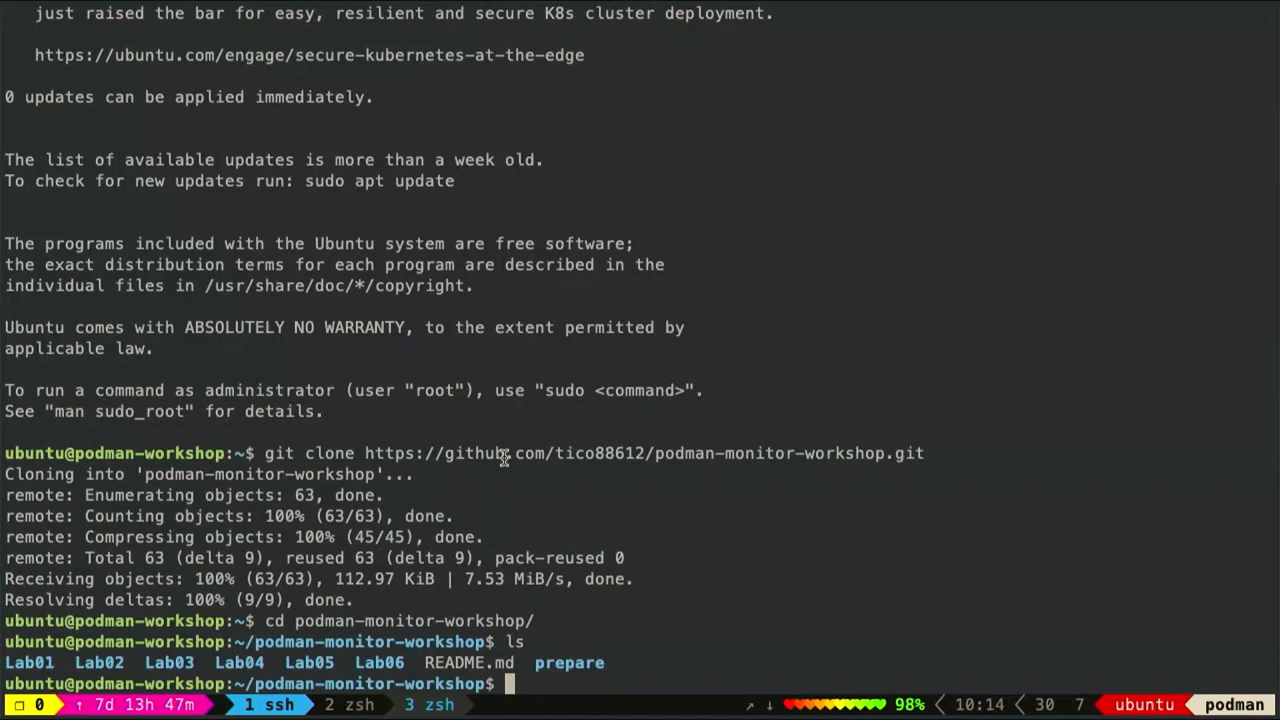 just raised the bar for easy, resilient and secure K8s cluster deployment.
https://ubuntu.com/engage/secure-kubernetes-at-the-edge
0 updates can be applied immediately.
The list of available updates is more than a week old.
To check for new updates run: sudo apt update
The programs included with the Ubuntu system are free software;
the exact distribution terms for each program are described in the
individual files in /usr/share/doc/*/copyright.
Ubuntu comes with ABSOLUTELY NO WARRANTY, to the extent permitted by
applicable law.
To run a command as administrator (user "root"), use "sudo <command>".
See "man sudo_root" for details.
ubuntu@podman-workshop:~$ git clone https://github.com/tico88612/podman-monitor-workshop.git
Cloning into 'podman-monitor-workshop'...
remote: Enumerating objects: 63, done.
remote: Counting objects: 100% (63/63), done.
remote: Compressing objects: 100% (45/45), done.
remote: Total 63 (delta 9), reused 63 (delta 9), pack-reused 0
Receiving objects: 100% (63/63), 112.97 KiB | 7.53 MiB/s, done.
Resolving deltas: 100% (9/9), done.
ubuntu@podman-workshop:~$ cd podman-monitor-workshop/
ubuntu@podman-workshop:~/podman-monitor-workshop$ ls
Lab01 Lab02 Lab03 Lab04 Lab05 Lab06 README.md prepare
ubuntu@podman-workshop:~/podman-monitor-workshop$
❐ 0 ↑ 7d 13h 47m 1 ssh 2 zsh 3 zsh ↗ ↓ ♥♥♥♥♥♥♥♥♥♥ 98% 10:14 30 7 ubuntu podman